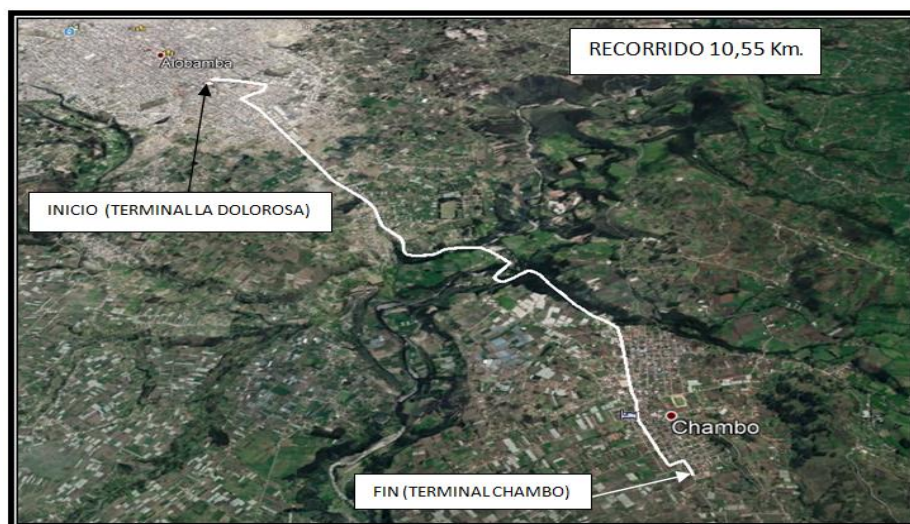 RECORRIDO 10,55 Km.
Riobamba
INICIO (TERMINAL LA DOLOROSA)
Chambo
FIN (TERMINAL CHAMBO)